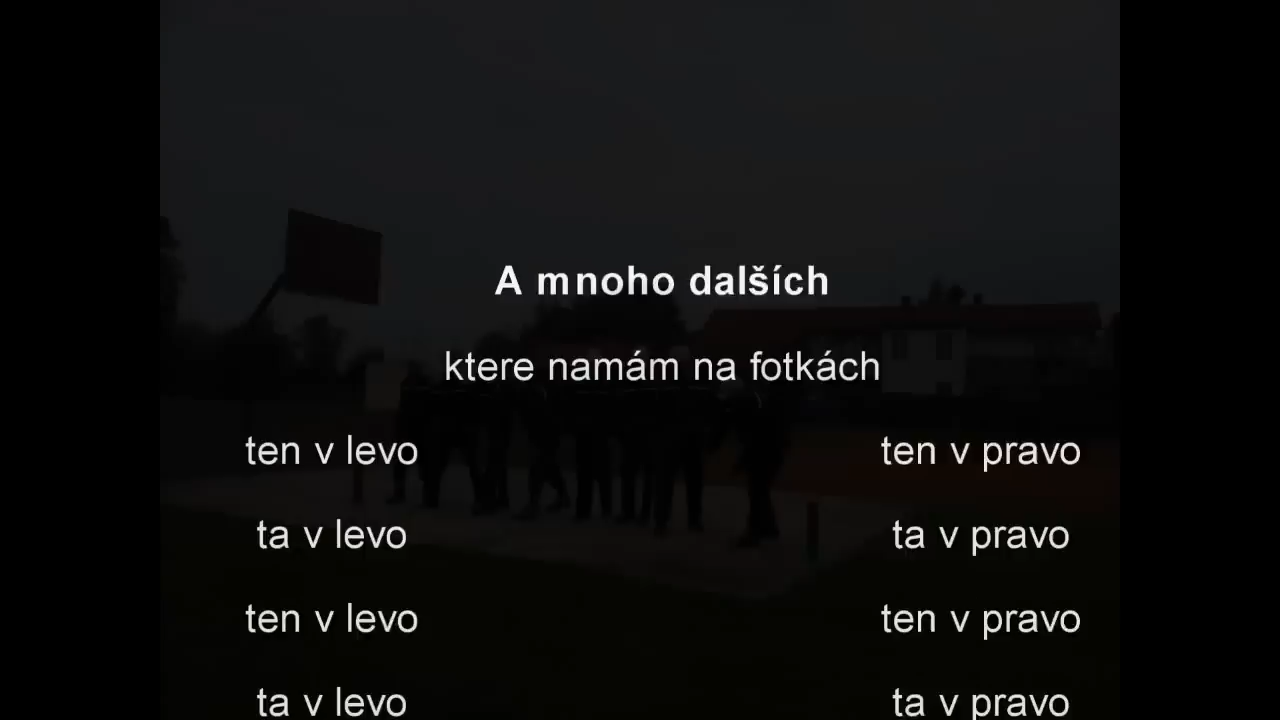 A mnoho dalších
ktere namám na fotkách
ten v levo
ten v pravo
ta v levo
ta v pravo
ten v levo
ten v pravo
ta v levo
ta v pravo